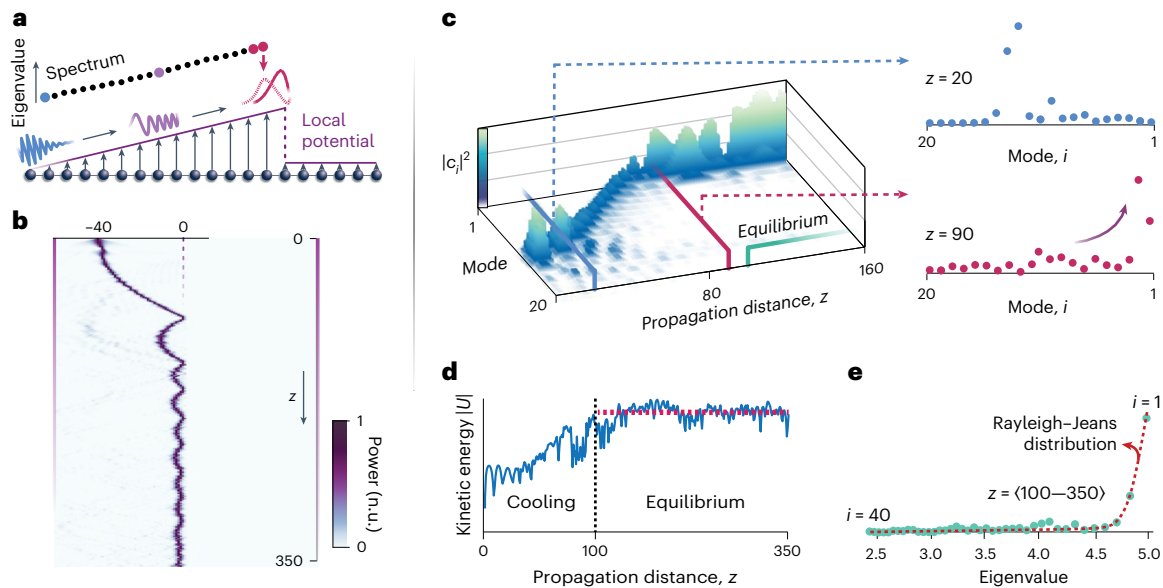 a
Eigenvalue
Spectrum
Local
potential
b
−40
0
0
z
350
1
0
Power (n.u.)
c
|cᵢ|²
1
Mode
20
80
160
Equilibrium
Propagation distance, z
z = 20
20
1
Mode, i
z = 90
20
1
Mode, i
d
Kinetic energy |U|
Cooling
Equilibrium
0
100
350
Propagation distance, z
e
i = 1
Rayleigh–Jeans
distribution
z = ⟨100—350⟩
i = 40
2.5
3.0
3.5
4.0
4.5
5.0
Eigenvalue